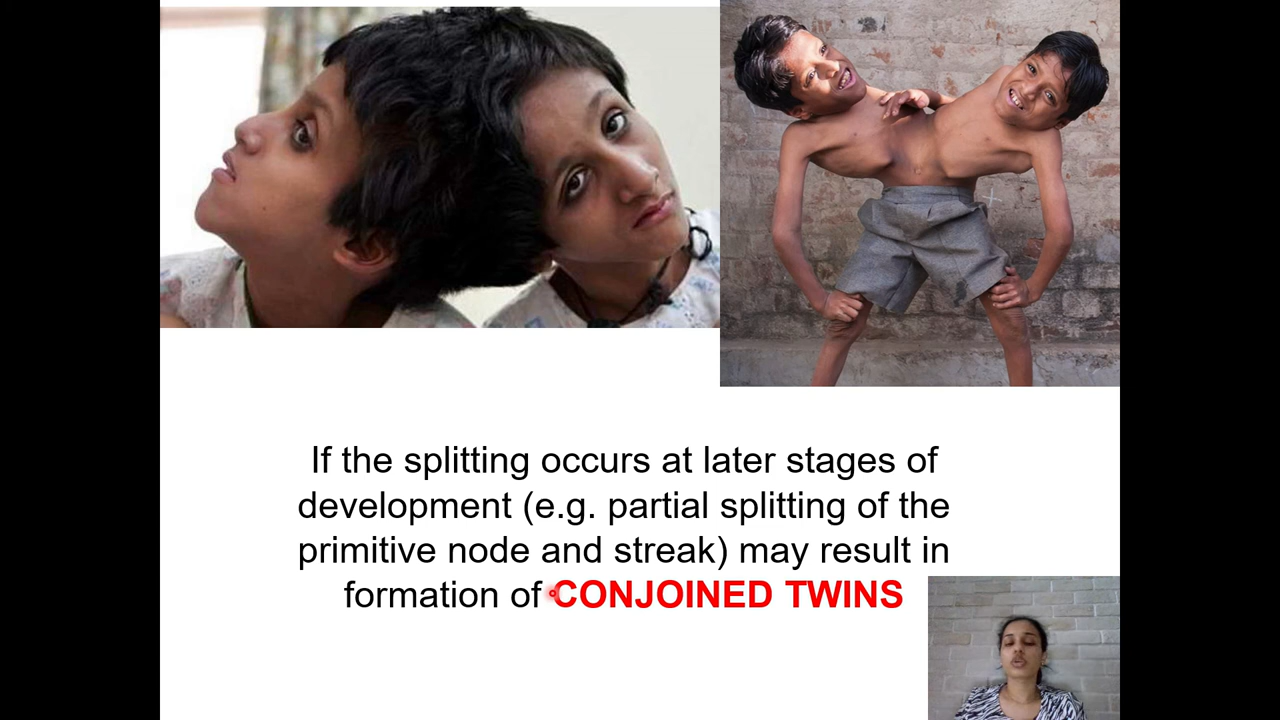 If the splitting occurs at later stages of
development (e.g. partial splitting of the
primitive node and streak) may result in
formation of CONJOINED TWINS